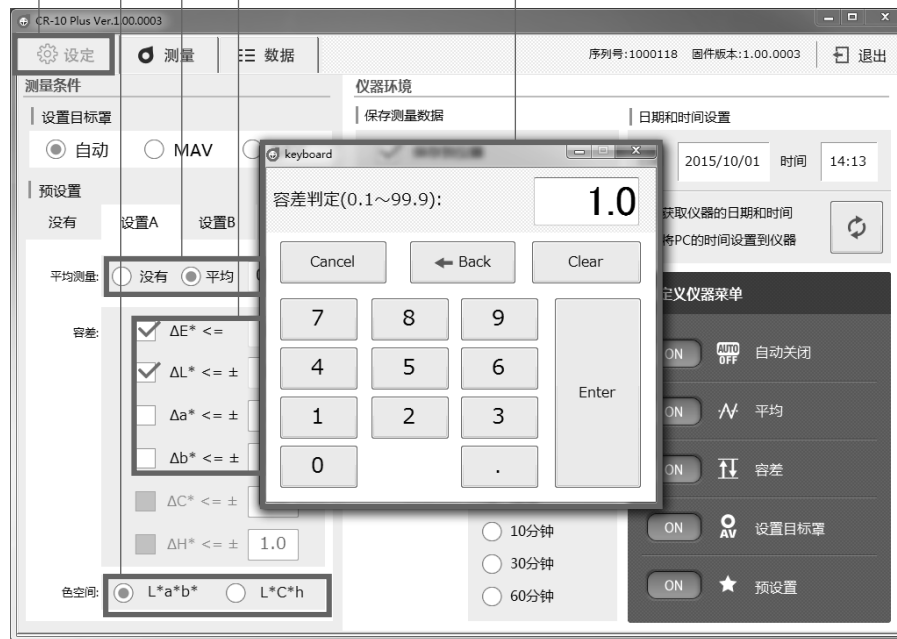 CR-10 Plus Ver.1.00.0003
设定 测量 数据 序列号:1000118 固件版本:1.00.0003 退出
测量条件
设置目标罩
自动 MAV
预设置
没有 设置A 设置B
平均测量: 没有 平均
容差: ΔE* <=
ΔL* <= ±
Δa* <= ±
Δb* <= ±
ΔC* <= ±
ΔH* <= ± 1.0
色空间: L*a*b* L*C*h
仪器环境
保存测量数据
keyboard
容差判定(0.1～99.9): 1.0
Cancel Back Clear
7 8 9
4 5 6
1 2 3
0 .
Enter
10分钟
30分钟
60分钟
日期和时间设置
2015/10/01 时间 14:13
获取仪器的日期和时间
将PC的时间设置到仪器
定义仪器菜单
ON AUTO OFF 自动关闭
ON 平均
ON 容差
ON AV 设置目标罩
ON 预设置